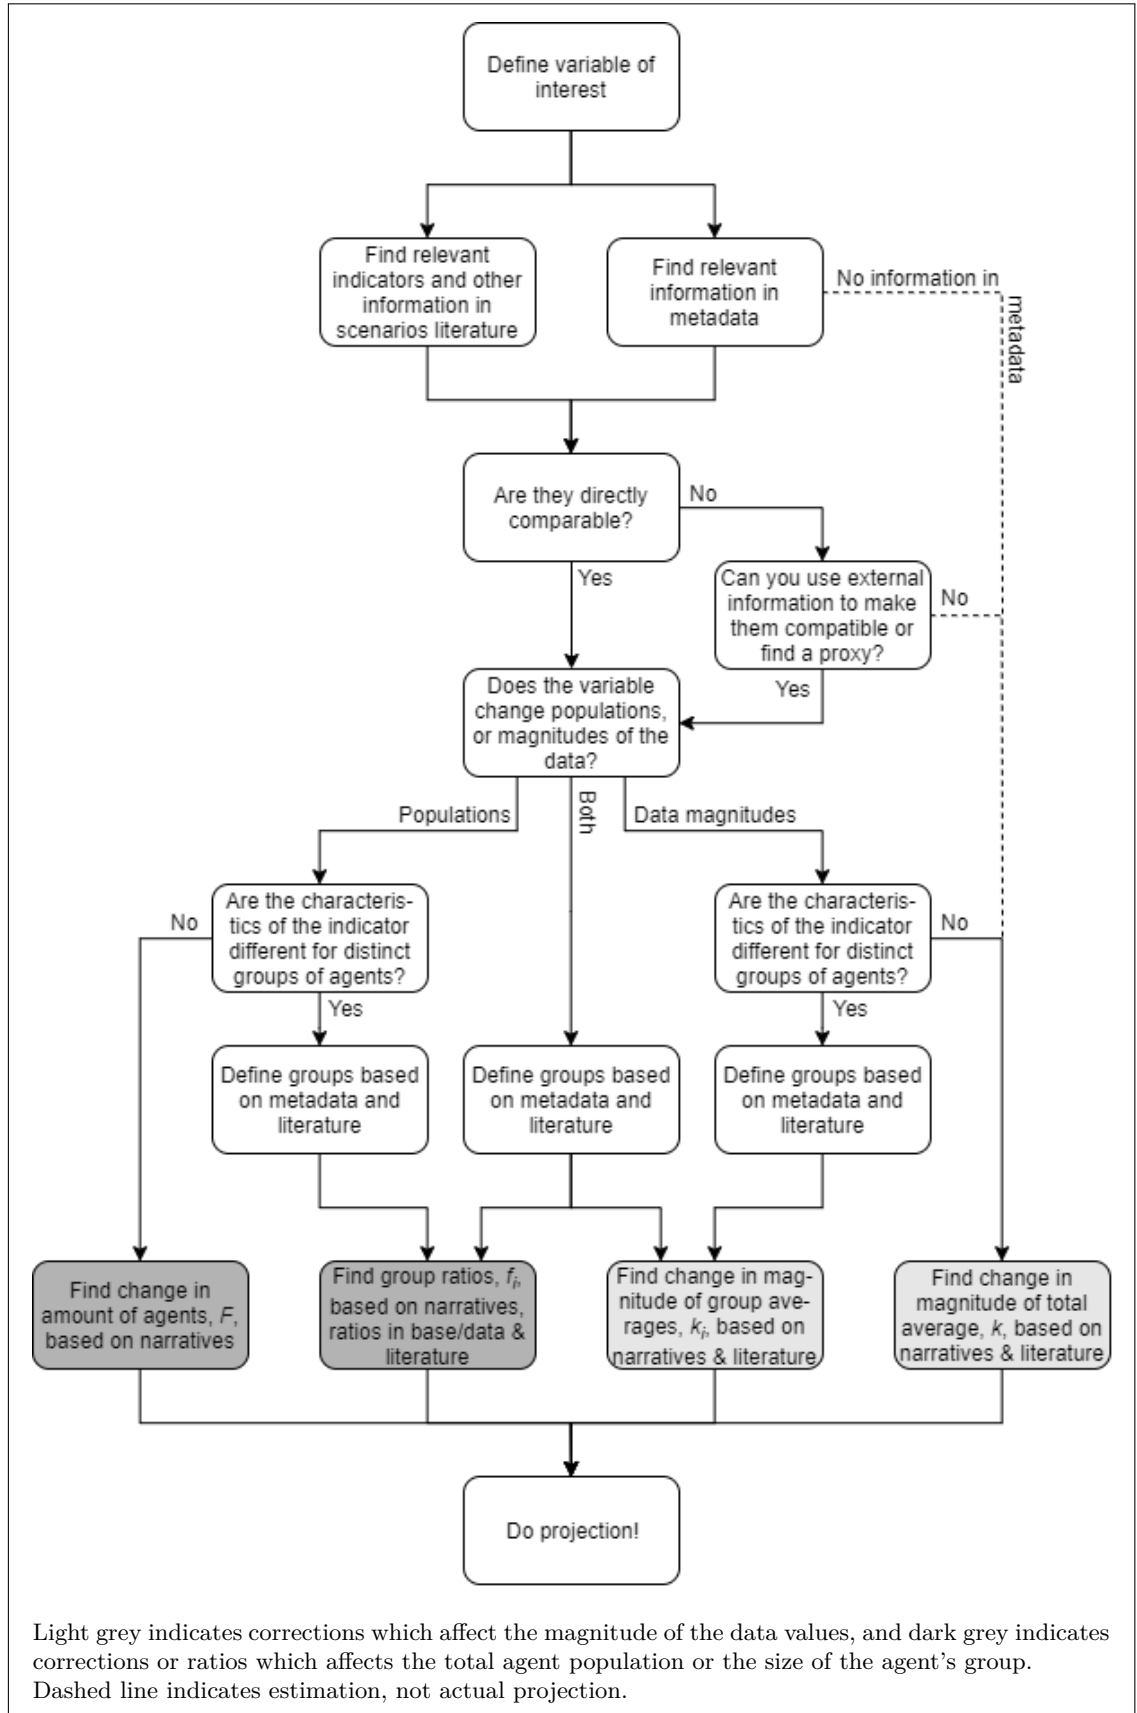 Define variable of
interest
Find relevant
indicators and other
information in
scenarios literature
Find relevant
information in
metadata
No information in
metadata
Are they directly
comparable?
No
Yes
Can you use external
information to make
them compatible or
find a proxy?
No
Yes
Does the variable
change populations,
or magnitudes of the
data?
Populations
Both
Data magnitudes
Are the characteris-
tics of the indicator
different for distinct
groups of agents?
No
Yes
Are the characteris-
tics of the indicator
different for distinct
groups of agents?
No
Yes
Define groups based
on metadata and
literature
Define groups based
on metadata and
literature
Define groups based
on metadata and
literature
Find change in
amount of agents, F,
based on narratives
Find group ratios, fi,
based on narratives,
ratios in base/data &
literature
Find change in mag-
nitude of group ave-
rages, ki, based on
narratives & literature
Find change in
magnitude of total
average, k, based on
narratives & literature
Do projection!
Light grey indicates corrections which affect the magnitude of the data values, and dark grey indicates
corrections or ratios which affects the total agent population or the size of the agent's group.
Dashed line indicates estimation, not actual projection.